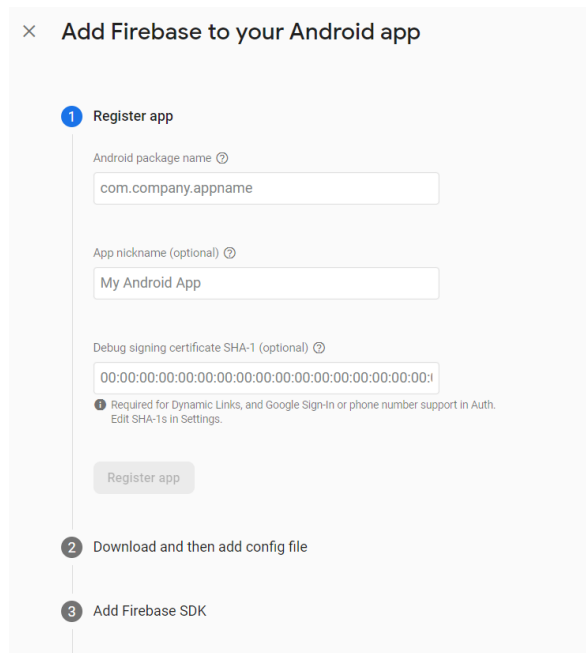 Add Firebase to your Android app
1
Register app
Android package name
com.company.appname
App nickname (optional)
My Android App
Debug signing certificate SHA-1 (optional)
00:00:00:00:00:00:00:00:00:00:00:00:00:00:00:00:00:
Required for Dynamic Links, and Google Sign-In or phone number support in Auth.
Edit SHA-1s in Settings.
Register app
2
Download and then add config file
3
Add Firebase SDK